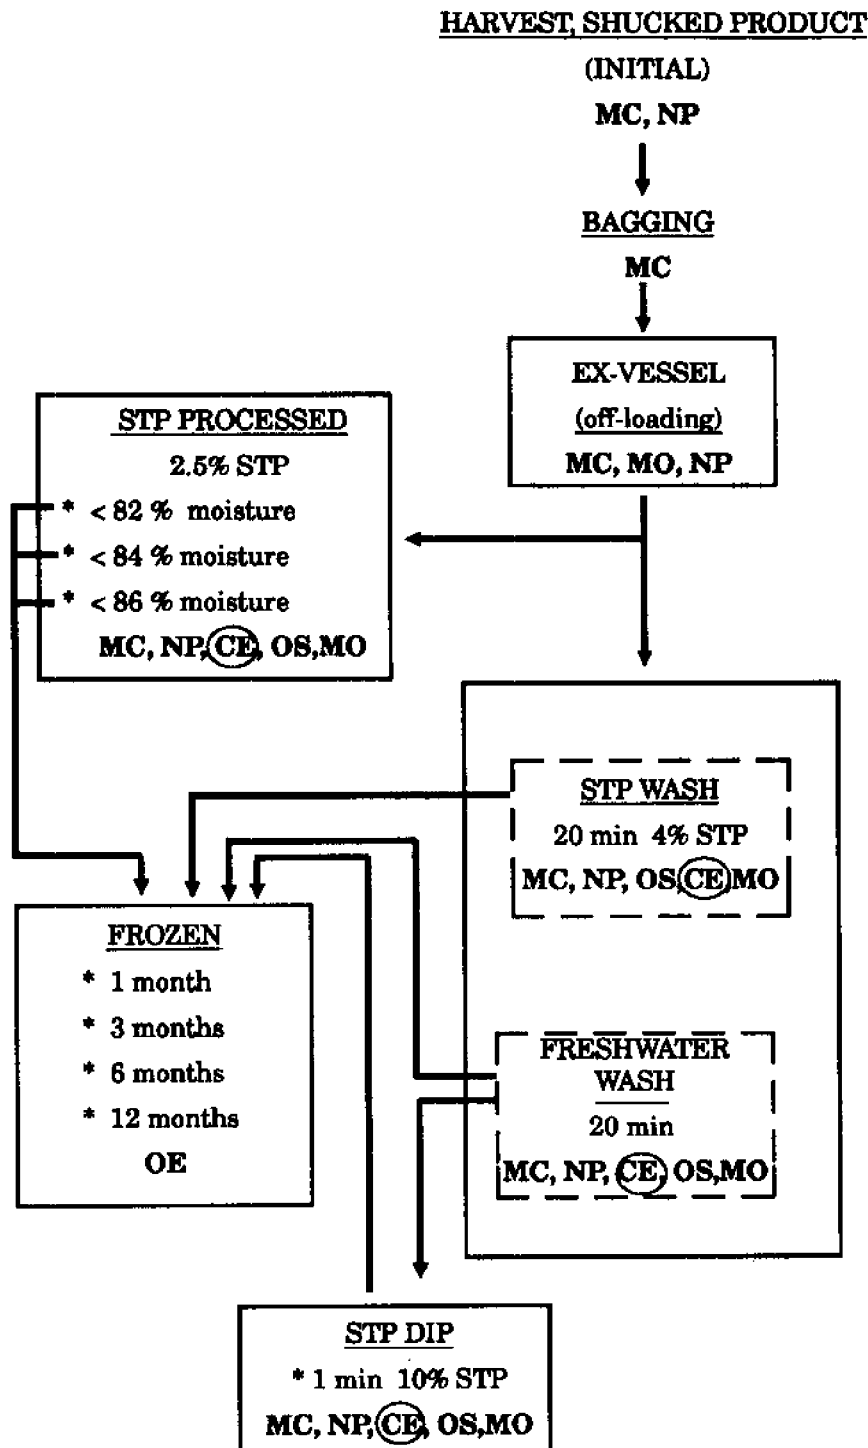 HARVEST, SHUCKED PRODUCT
(INITIAL)
MC, NP
BAGGING
MC
EX-VESSEL
(off-loading)
MC, MO, NP
STP PROCESSED
2.5% STP
* < 82 % moisture
* < 84 % moisture
* < 86 % moisture
MC, NP, CE, OS,MO
STP WASH
20 min 4% STP
MC, NP, OS, CE, MO
FROZEN
* 1 month
* 3 months
* 6 months
* 12 months
OE
FRESHWATER
WASH
20 min
MC, NP, CE, OS,MO
STP DIP
* 1 min 10% STP
MC, NP, CE, OS,MO